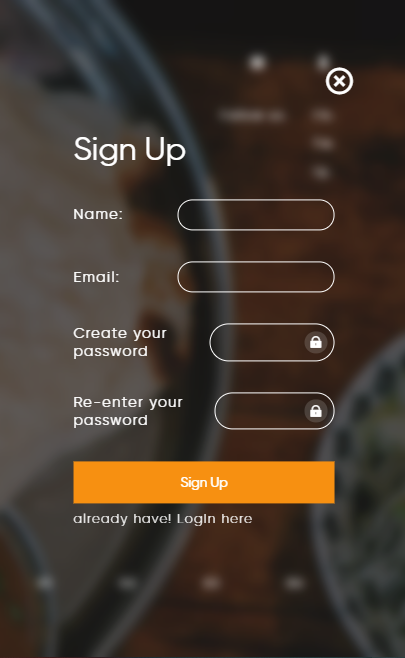 Sign Up
Name:
Email:
Create your
password
Re-enter your
password
Sign Up
already have! Login here